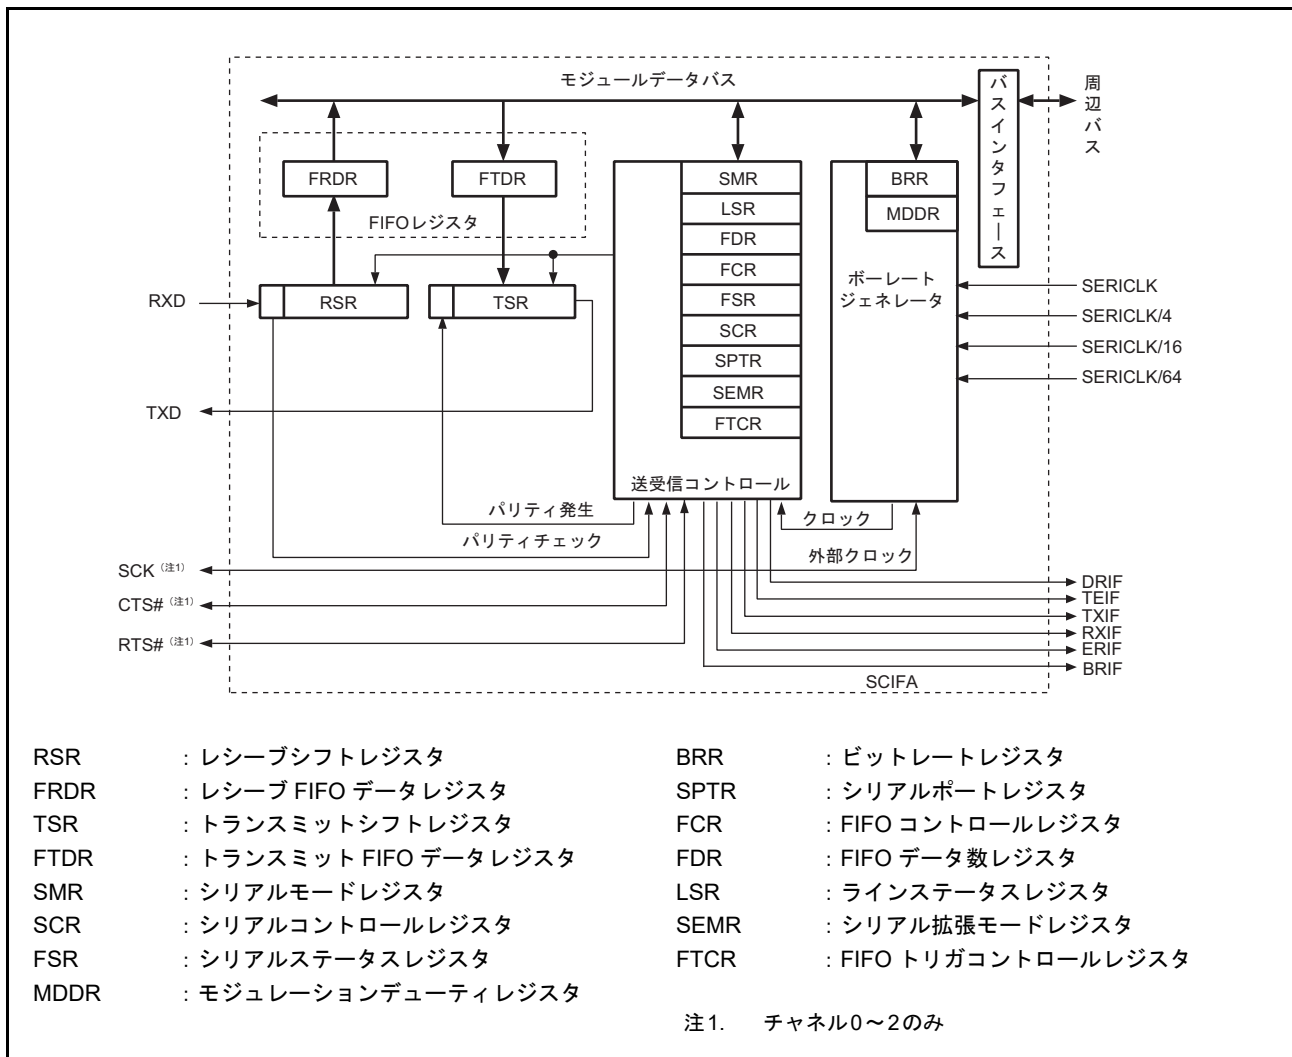 モジュールデータバス
バスインタフェース
周辺バス
FRDR
FTDR
FIFOレジスタ
SMR
LSR
FDR
FCR
FSR
SCR
SPTR
SEMR
FTCR
送受信コントロール
BRR
MDDR
ボーレート
ジェネレータ
RXD
RSR
TSR
TXD
SERICLK
SERICLK/4
SERICLK/16
SERICLK/64
パリティ発生
パリティチェック
クロック
外部クロック
SCK（注1）
CTS#（注1）
RTS#（注1）
DRIF
TEIF
TXIF
RXIF
ERIF
BRIF
SCIFA
RSR : レシーブシフトレジスタ
FRDR : レシーブ FIFO データレジスタ
TSR : トランスミットシフトレジスタ
FTDR : トランスミット FIFO データレジスタ
SMR : シリアルモードレジスタ
SCR : シリアルコントロールレジスタ
FSR : シリアルステータスレジスタ
MDDR : モジュレーションデューティレジスタ
BRR : ビットレートレジスタ
SPTR : シリアルポートレジスタ
FCR : FIFO コントロールレジスタ
FDR : FIFO データ数レジスタ
LSR : ラインステータスレジスタ
SEMR : シリアル拡張モードレジスタ
FTCR : FIFO トリガコントロールレジスタ
注1. チャネル0～2のみ